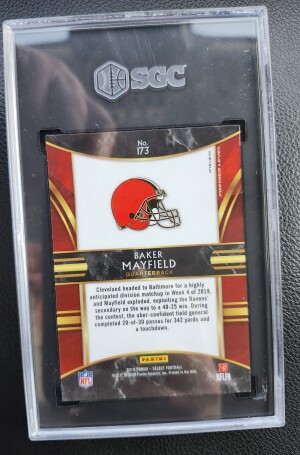 SGC
No.
173
BAKER
MAYFIELD
QUARTERBACK
Cleveland headed to Baltimore for a highly
anticipated division matchup in Week 4 of 2019,
and Mayfield exploded, exploiting the Ravens'
secondary on the way to a 40-25 win. During
the contest, the uber-confident field general
completed 20-of-30 passes for 342 yards and
a touchdown.
PANINI
NFL
NFLPA